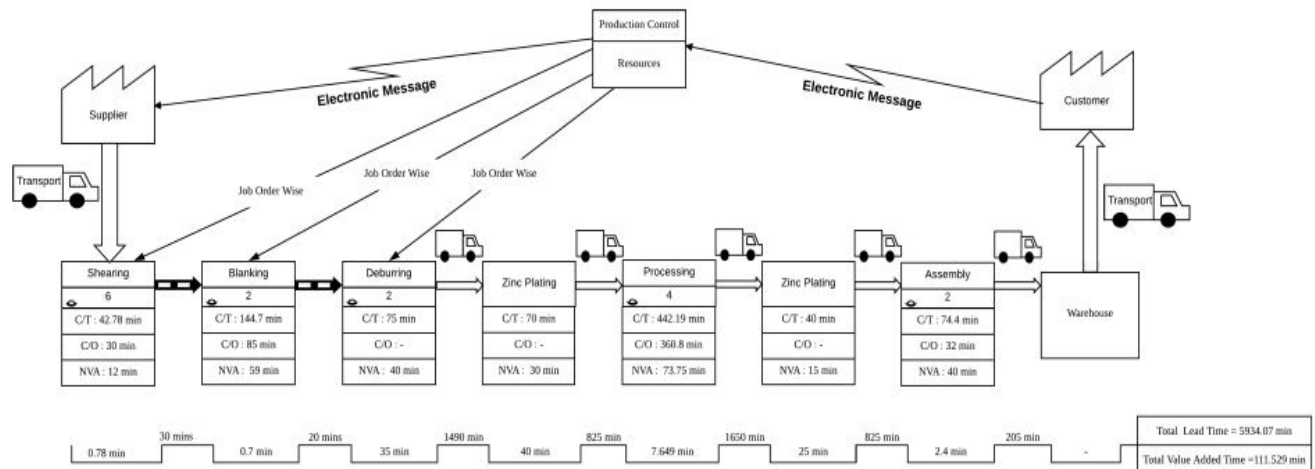 Production Control
Resources
Electronic Message
Electronic Message
Supplier
Customer
Transport
Transport
Job Order Wise
Job Order Wise
Job Order Wise
Shearing
6
C/T : 42.78 min
C/O : 30 min
NVA : 12 min
Blanking
2
C/T : 144.7 min
C/O : 85 min
NVA : 59 min
Deburring
2
C/T : 75 min
C/O : -
NVA : 40 min
Zinc Plating
C/T : 70 min
C/O : -
NVA : 30 min
Processing
4
C/T : 442.19 min
C/O : 360.8 min
NVA : 73.75 min
Zinc Plating
C/T : 40 min
C/O : -
NVA : 15 min
Assembly
2
C/T : 74.4 min
C/O : 32 min
NVA : 40 min
Warehouse
30 mins
20 mins
1490 min
825 min
1650 min
825 min
205 min
0.78 min
0.7 min
35 min
40 min
7.649 min
25 min
2.4 min
-
Total Lead Time = 5934.07 min
Total Value Added Time =111.529 min